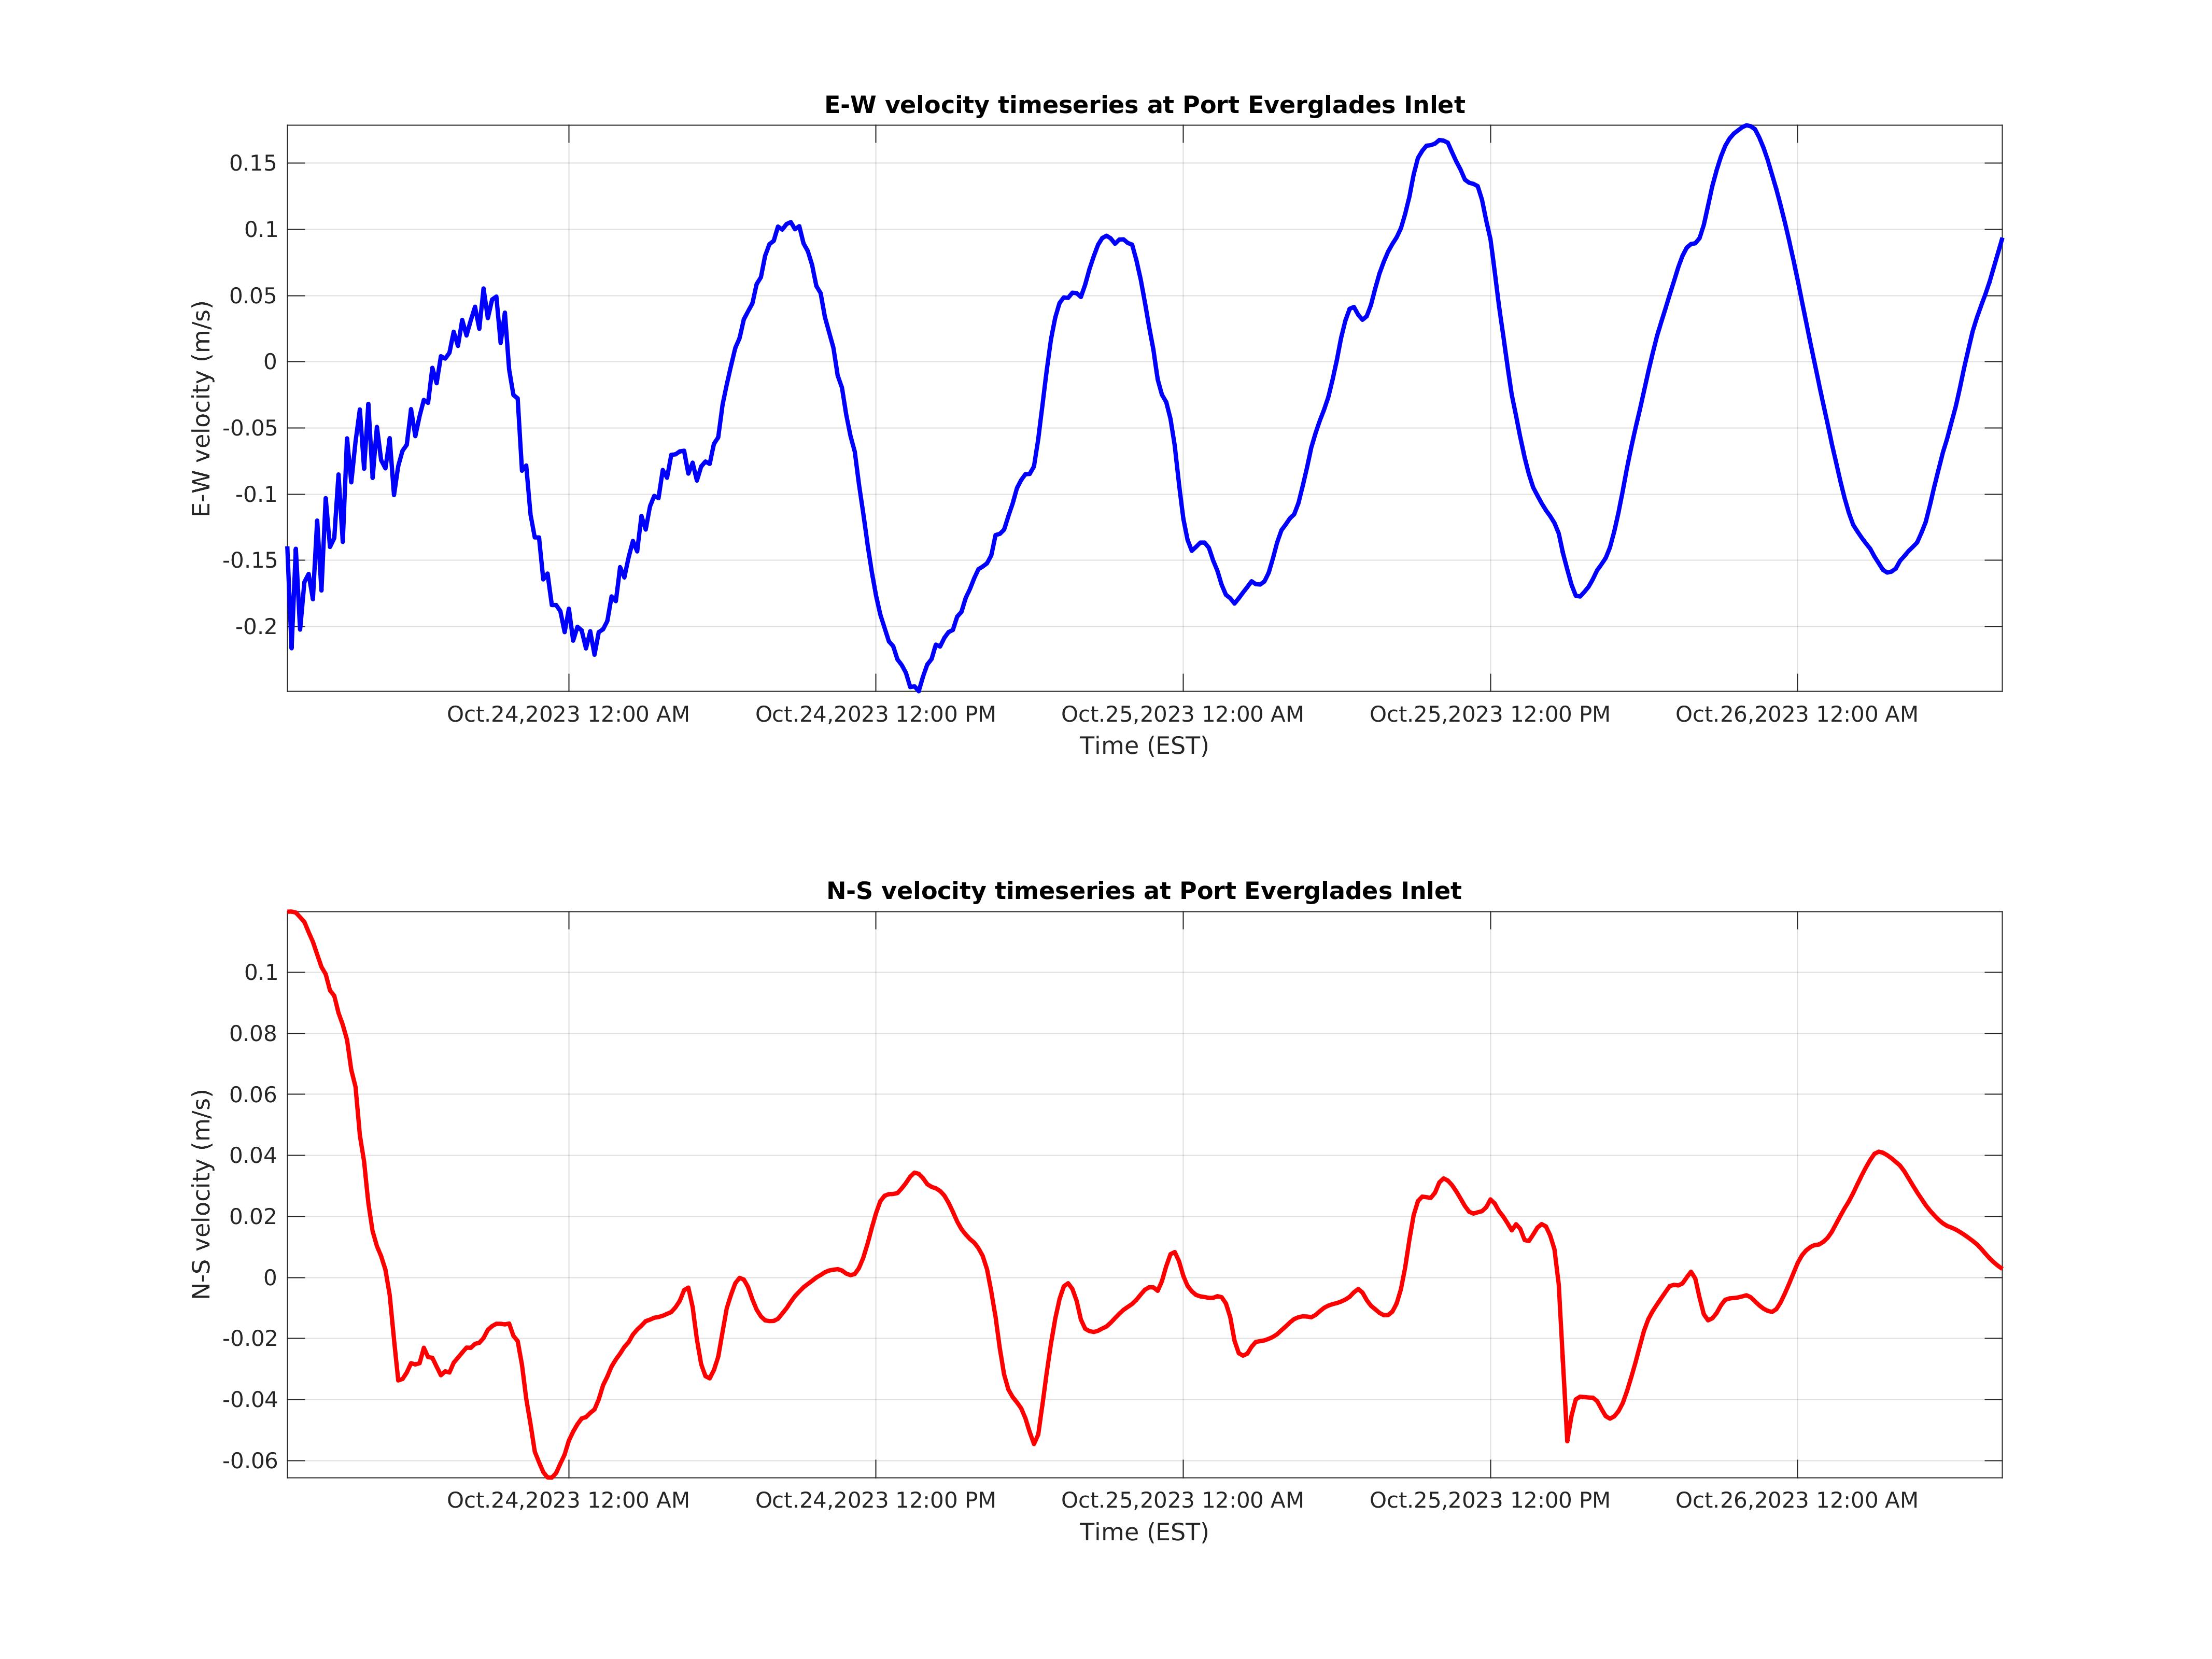 E-W velocity timeseries at Port Everglades Inlet
E-W velocity (m/s)
0.15
0.1
0.05
0
-0.05
-0.1
-0.15
-0.2
Oct.24,2023 12:00 AM Oct.24,2023 12:00 PM Oct.25,2023 12:00 AM Oct.25,2023 12:00 PM Oct.26,2023 12:00 AM
Time (EST)
N-S velocity timeseries at Port Everglades Inlet
N-S velocity (m/s)
0.1
0.08
0.06
0.04
0.02
0
-0.02
-0.04
-0.06
Oct.24,2023 12:00 AM Oct.24,2023 12:00 PM Oct.25,2023 12:00 AM Oct.25,2023 12:00 PM Oct.26,2023 12:00 AM
Time (EST)